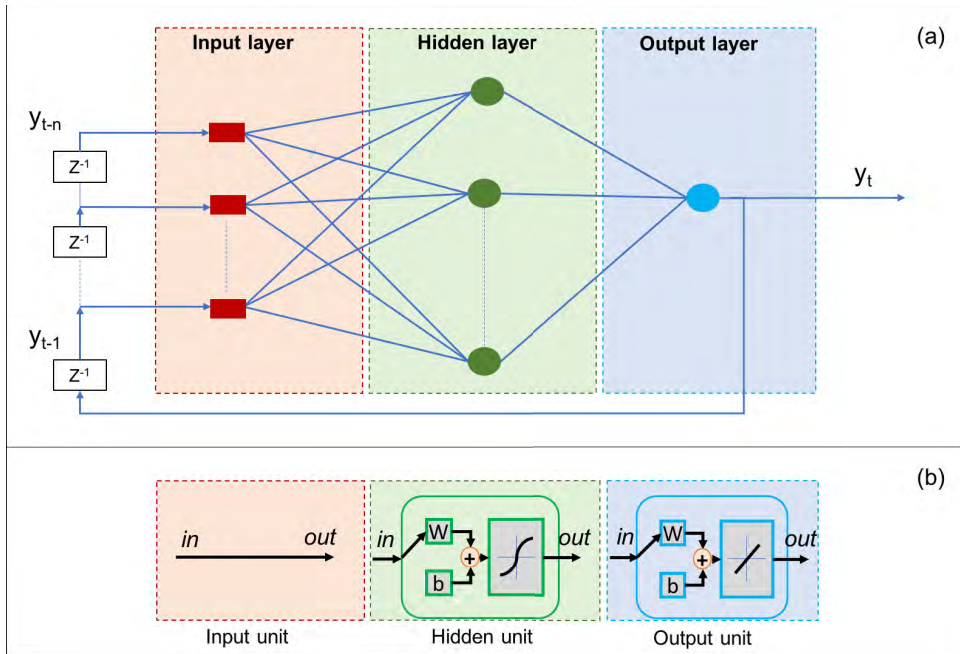 Input layer
Hidden layer
Output layer
(a)
yt-n
Z-1
Z-1
yt-1
Z-1
yt
(b)
in
out
in
W
b
+
out
in
W
b
+
out
Input unit
Hidden unit
Output unit